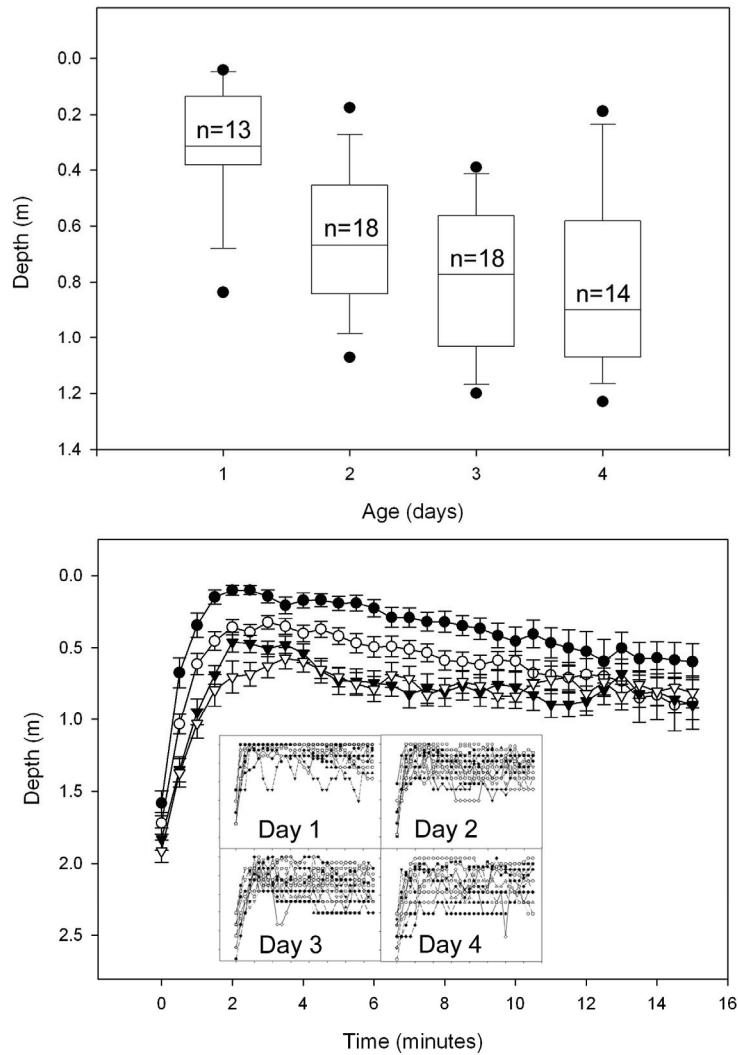 0.0
0.2
0.4
0.6
0.8
1.0
1.2
1.4
Depth (m)
n=13
n=18
n=18
n=14
1 2 3 4
Age (days)
0.0
0.5
1.0
1.5
2.0
2.5
Depth (m)
Day 1
Day 2
Day 3
Day 4
0 2 4 6 8 10 12 14 16
Time (minutes)